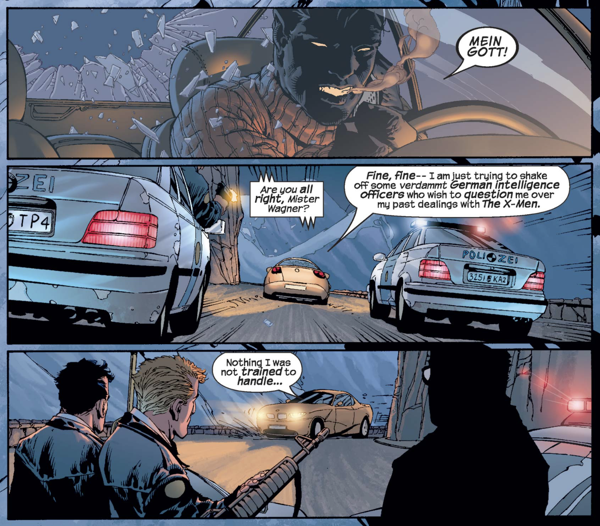 MEIN
GOTT!
ZEI
TP4
Are you all
right, Mister
Wagner?
Fine, fine-- I am just trying to shake
off some verdammt German intelligence
officers who wish to question me over
my past dealings with The X-Men.
POLIZEI
Nothing I was
not trained to
handle...